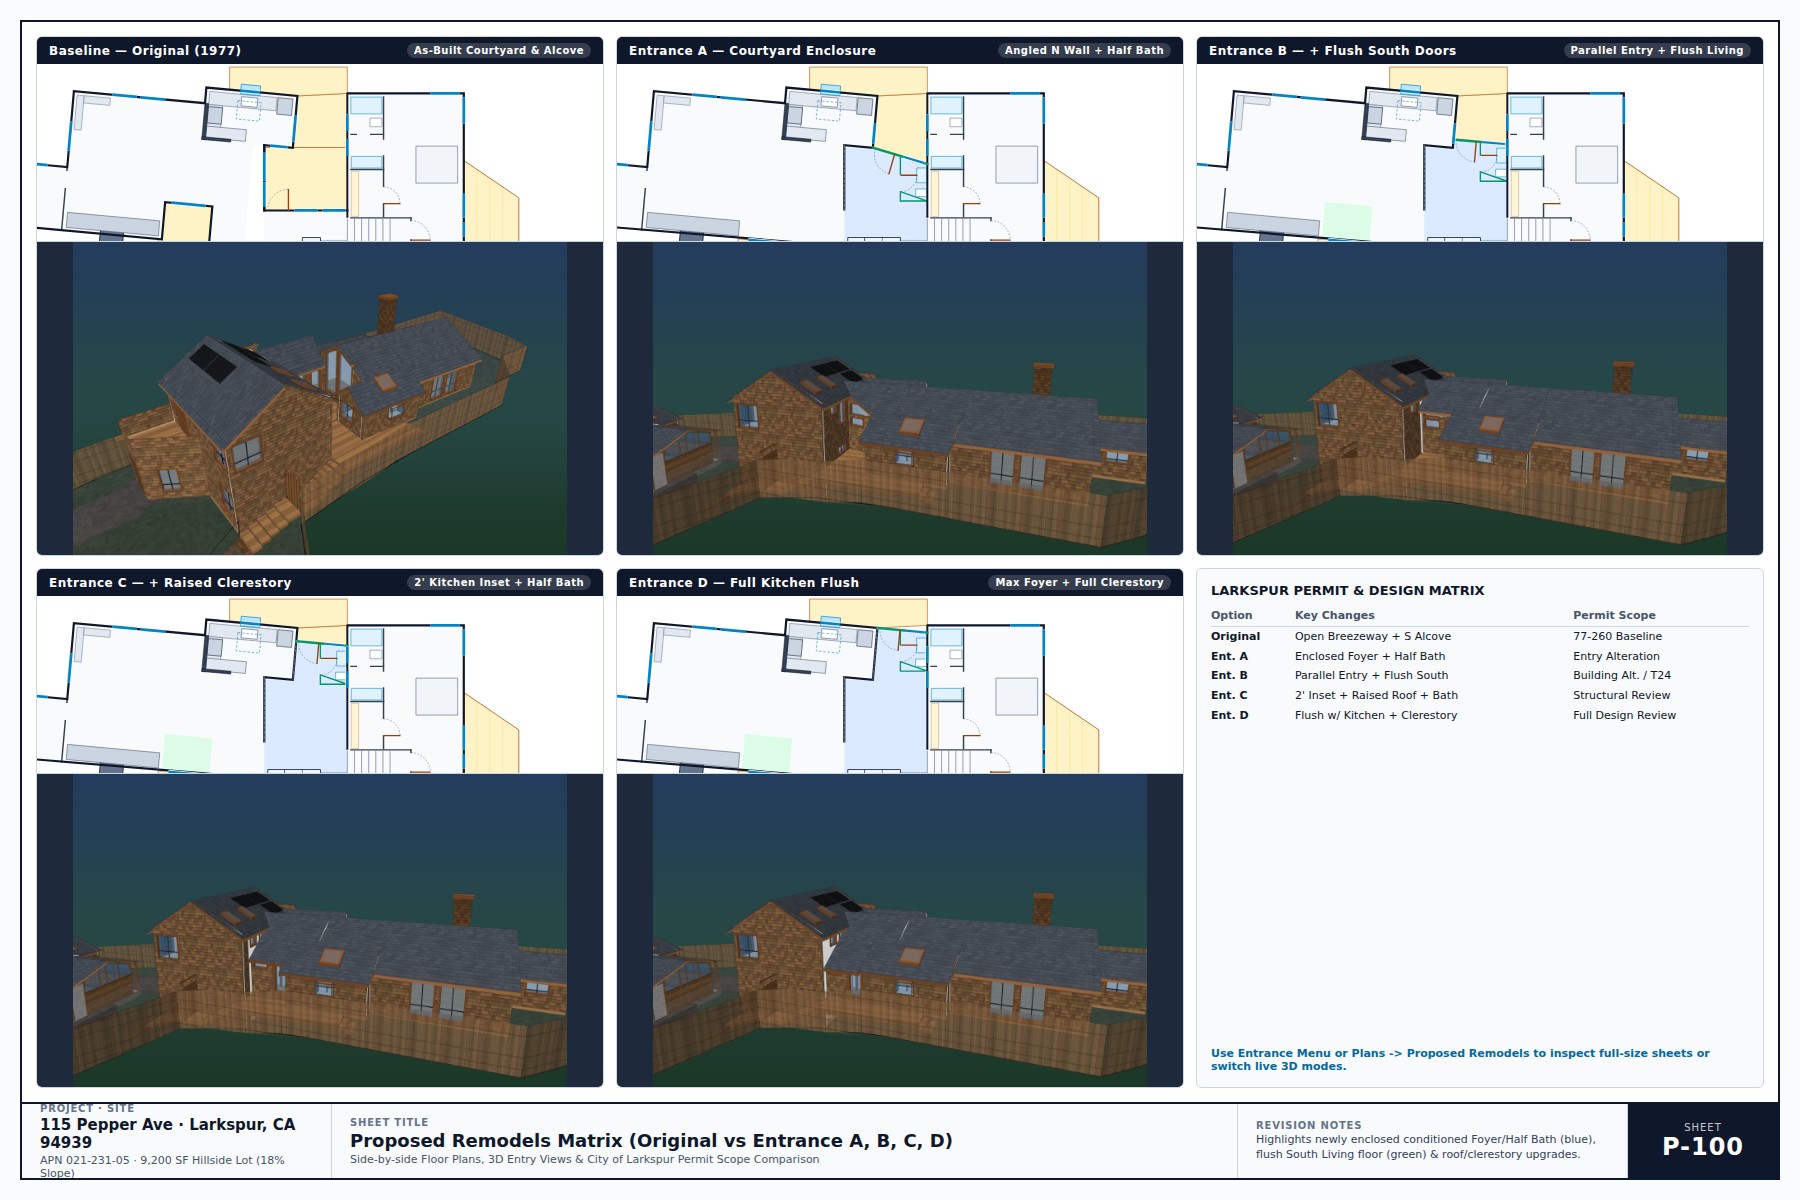 Baseline — Original (1977)
As-Built Courtyard & Alcove
Entrance A — Courtyard Enclosure
Angled N Wall + Half Bath
Entrance B — + Flush South Doors
Parallel Entry + Flush Living
Entrance C — + Raised Clerestory
2' Kitchen Inset + Half Bath
Entrance D — Full Kitchen Flush
Max Foyer + Full Clerestory
LARKSPUR PERMIT & DESIGN MATRIX
Option Key Changes Permit Scope
Original Open Breezeway + S Alcove 77-260 Baseline
Ent. A Enclosed Foyer + Half Bath Entry Alteration
Ent. B Parallel Entry + Flush South Building Alt. / T24
Ent. C 2' Inset + Raised Roof + Bath Structural Review
Ent. D Flush w/ Kitchen + Clerestory Full Design Review
Use Entrance Menu or Plans -> Proposed Remodels to inspect full-size sheets or
switch live 3D modes.
PROJECT · SITE
115 Pepper Ave · Larkspur, CA
94939
APN 021-231-05 · 9,200 SF Hillside Lot (18%
Slope)
SHEET TITLE
Proposed Remodels Matrix (Original vs Entrance A, B, C, D)
Side-by-side Floor Plans, 3D Entry Views & City of Larkspur Permit Scope Comparison
REVISION NOTES
Highlights newly enclosed conditioned Foyer/Half Bath (blue),
flush South Living floor (green) & roof/clerestory upgrades.
SHEET
P-100